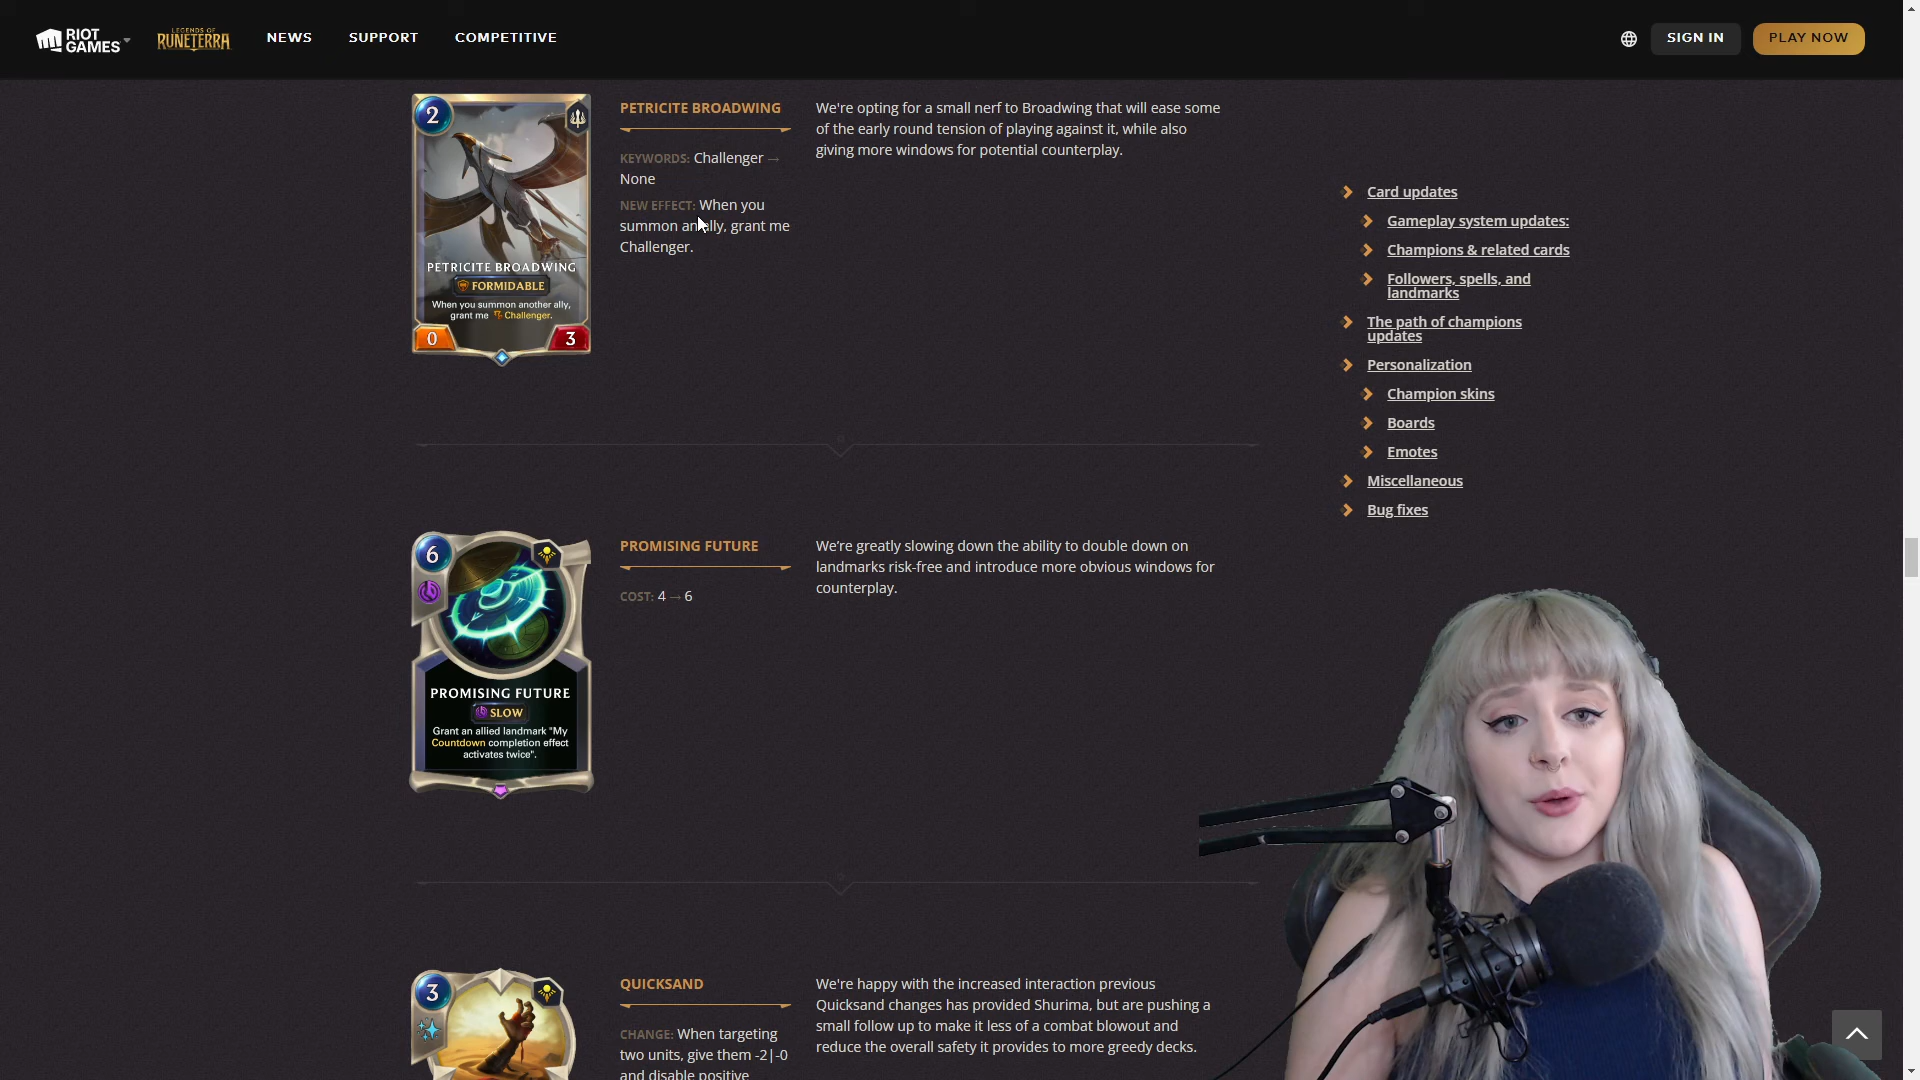 RIOT GAMES
LEGENDS OF RUNETERRA
NEWS
SUPPORT
COMPETITIVE
SIGN IN
PLAY NOW
2
PETRICITE BROADWING
FORMIDABLE
When you summon another ally,
grant me Challenger.
0
3
PETRICITE BROADWING
KEYWORDS: Challenger →
None
NEW EFFECT: When you
summon an ally, grant me
Challenger.
We're opting for a small nerf to Broadwing that will ease some
of the early round tension of playing against it, while also
giving more windows for potential counterplay.
Card updates
Gameplay system updates:
Champions & related cards
Followers, spells, and
landmarks
The path of champions
updates
Personalization
Champion skins
Boards
Emotes
Miscellaneous
Bug fixes
6
PROMISING FUTURE
SLOW
Grant an allied landmark "My
Countdown completion effect
activates twice".
PROMISING FUTURE
COST: 4 → 6
We’re greatly slowing down the ability to double down on
landmarks risk-free and introduce more obvious windows for
counterplay.
3
QUICKSAND
CHANGE: When targeting
two units, give them -2|-0
and disable positive
We're happy with the increased interaction previous
Quicksand changes has provided Shurima, but are pushing a
small follow up to make it less of a combat blowout and
reduce the overall safety it provides to more greedy decks.